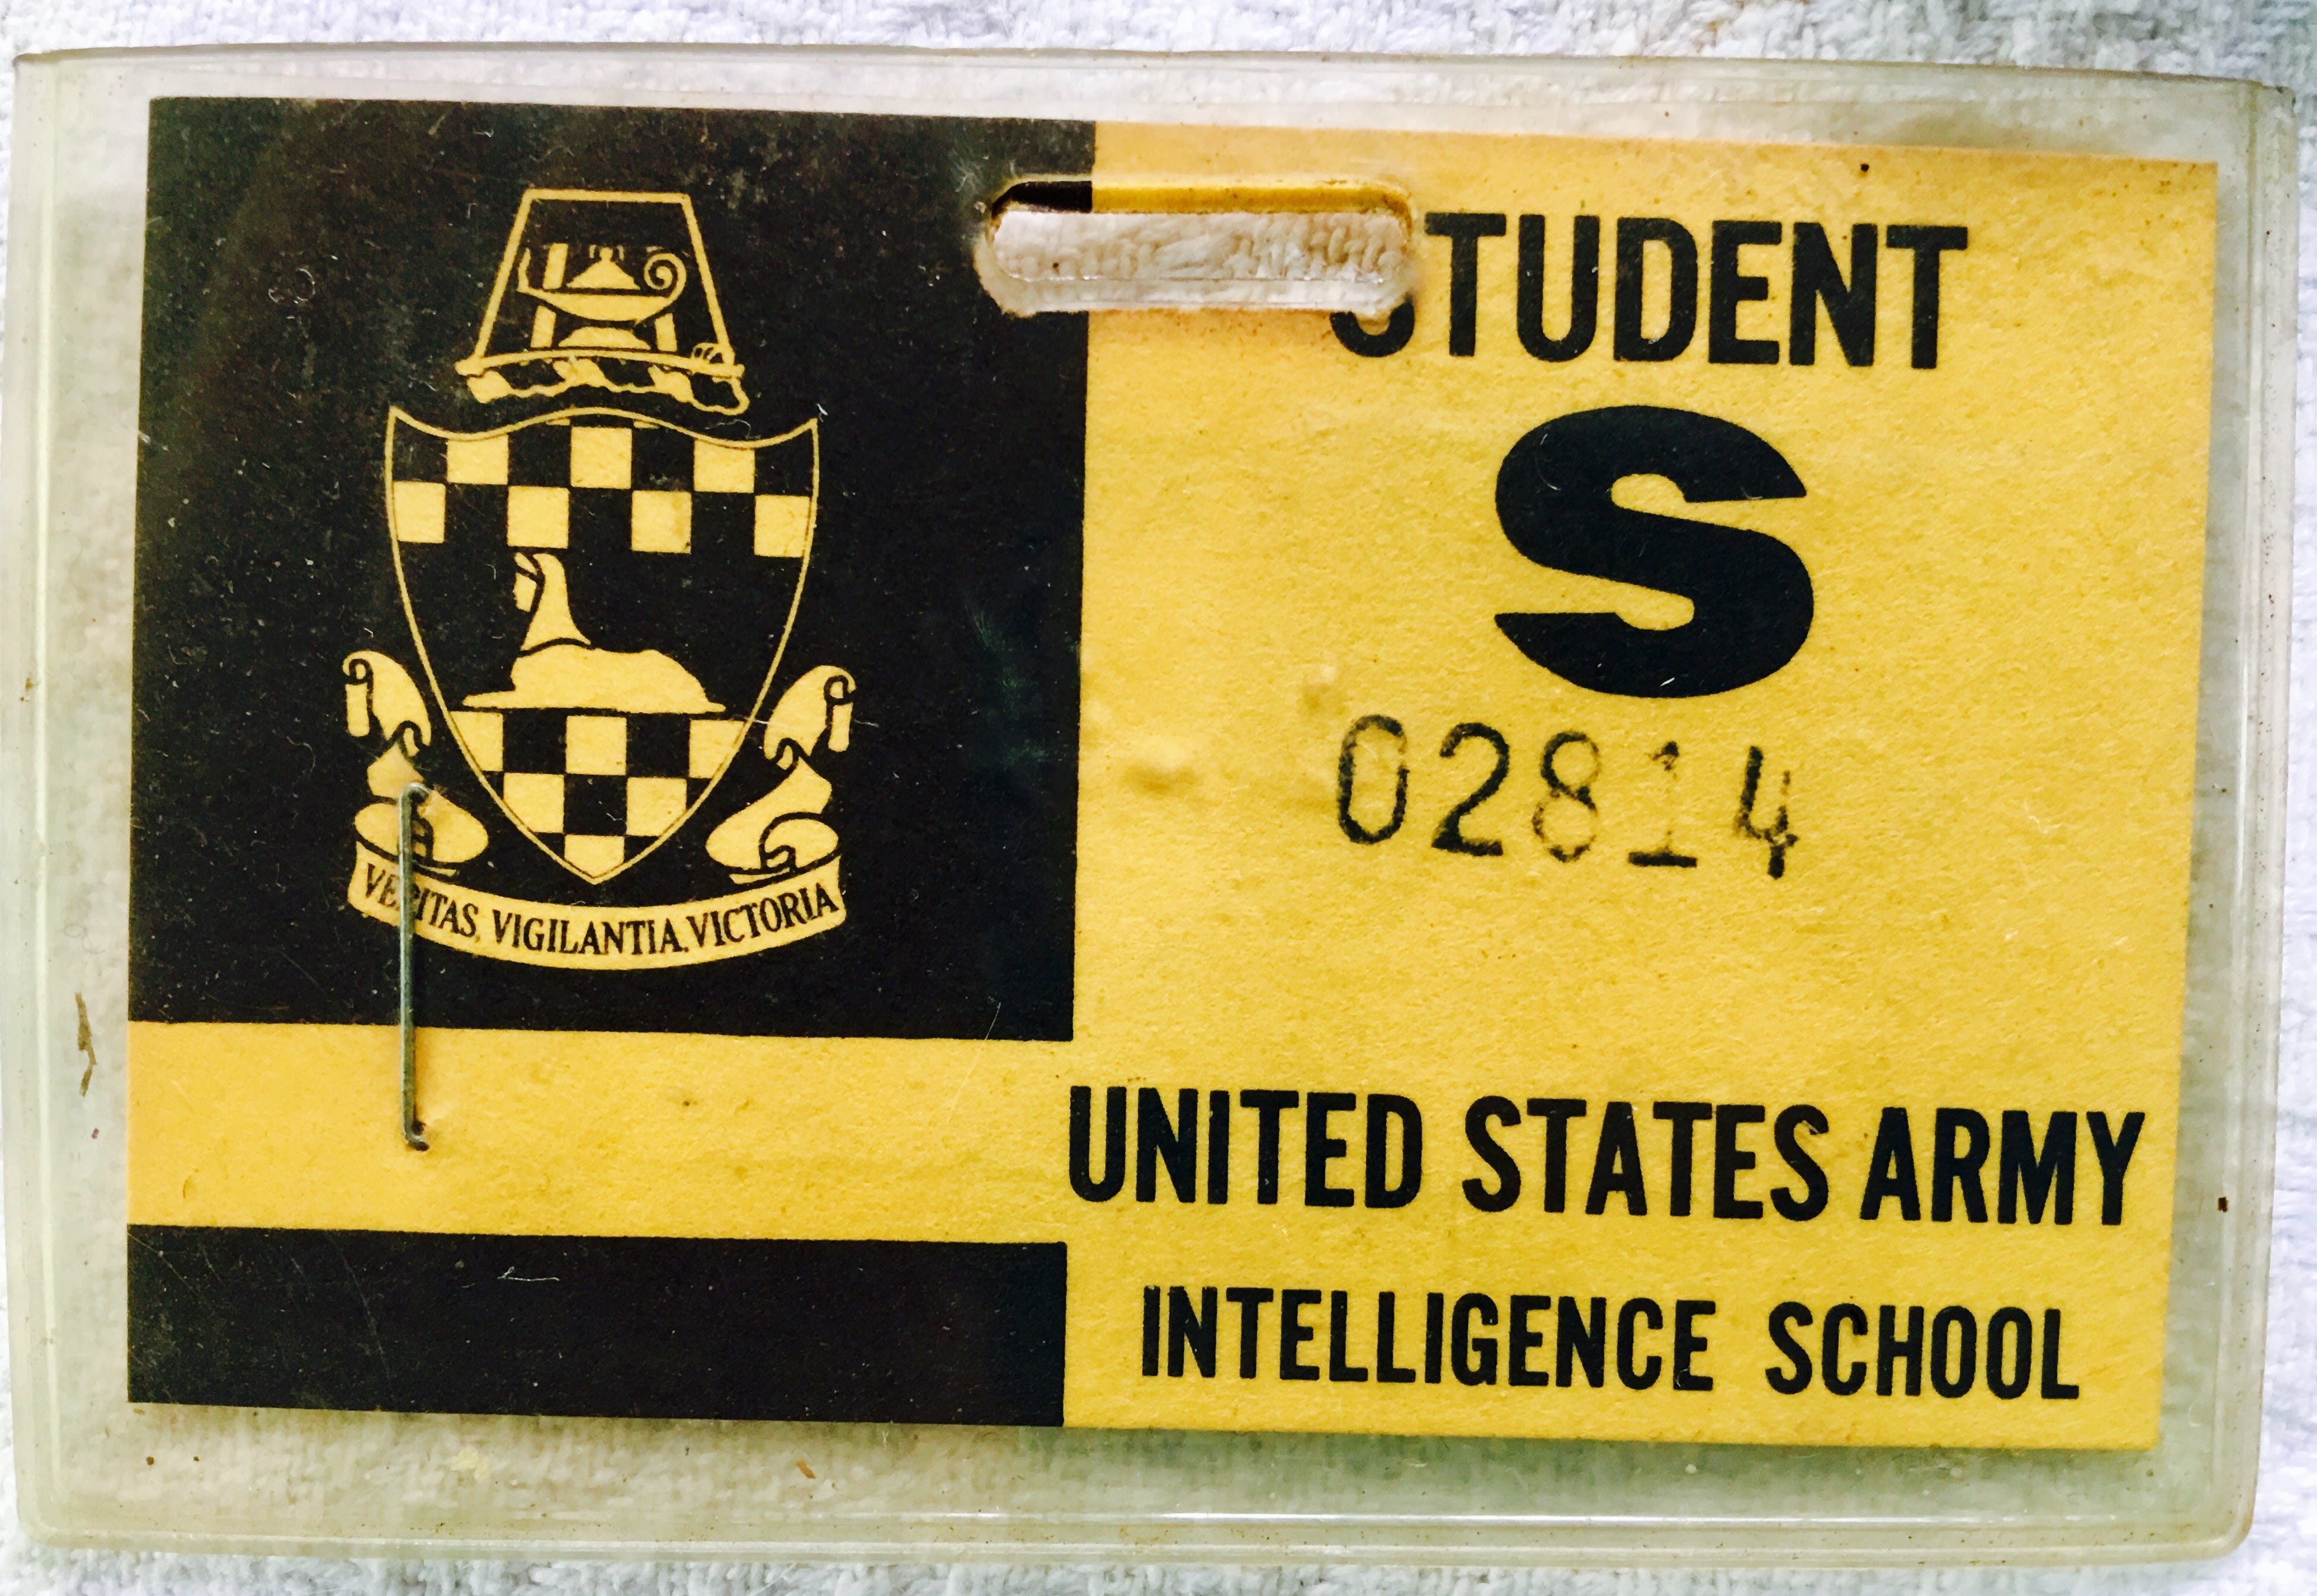 STUDENT
S
02814
VERITAS, VIGILANTIA, VICTORIA
UNITED STATES ARMY
INTELLIGENCE SCHOOL